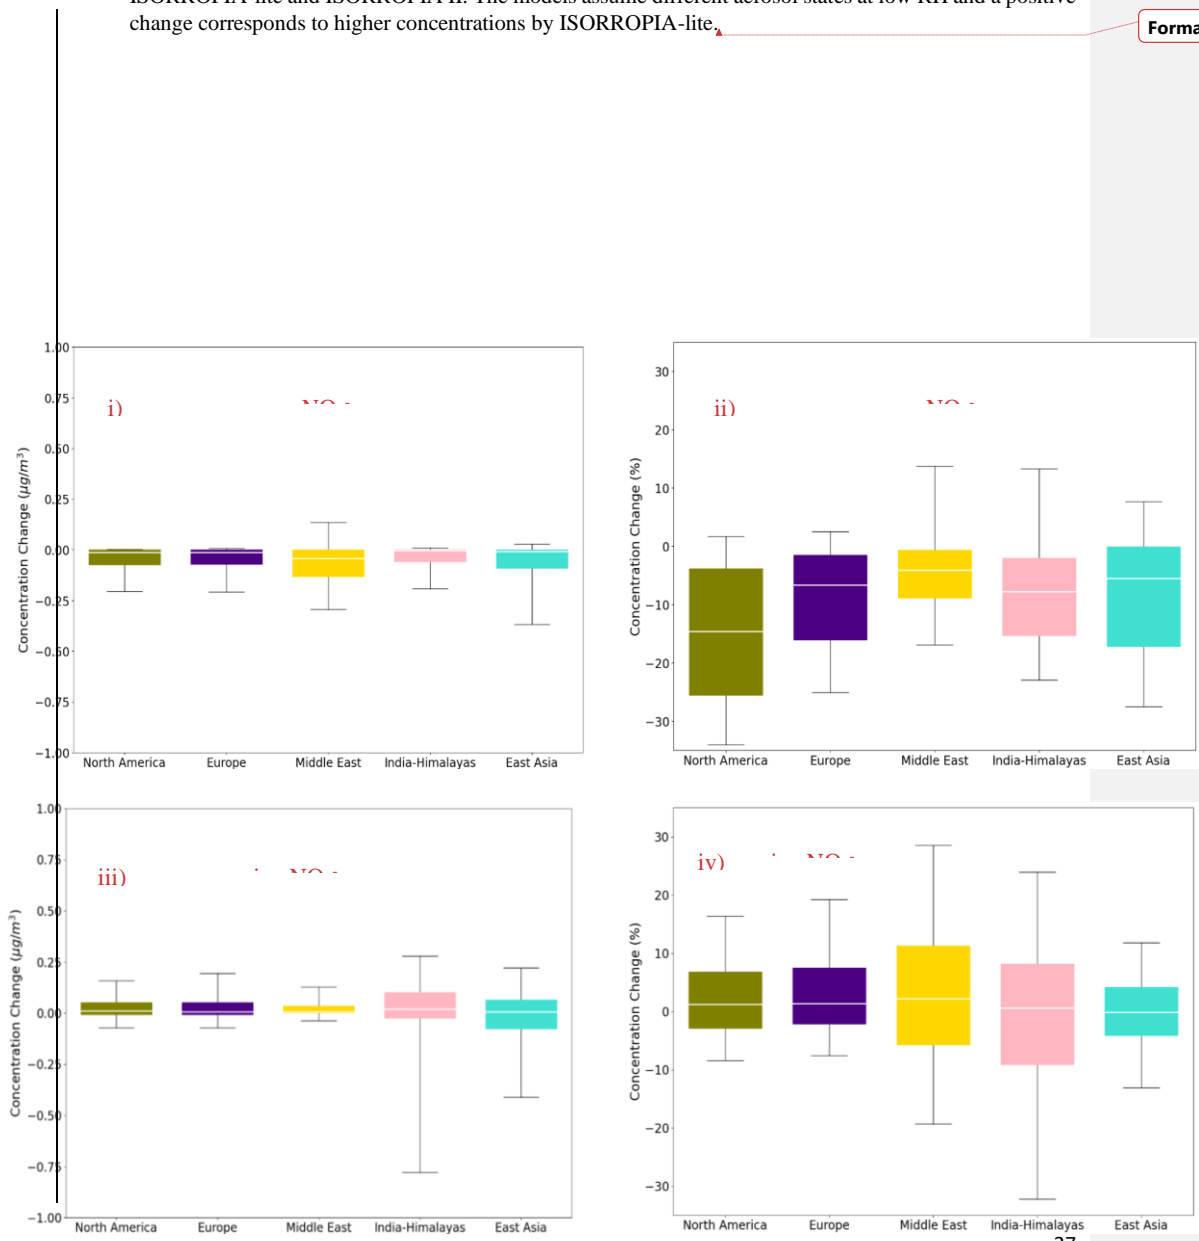 change corresponds to higher concentrations by ISORROPIA-lite.
Forma
1.00
0.75
0.50
0.25
0.00
−0.25
−0.50
−0.75
−1.00
Concentration Change (μg/m³)
i)
North America Europe Middle East India-Himalayas East Asia
30
20
10
0
−10
−20
−30
Concentration Change (%)
ii)
North America Europe Middle East India-Himalayas East Asia
1.00
0.75
0.50
0.25
0.00
−0.25
−0.50
−0.75
−1.00
Concentration Change (μg/m³)
iii)
North America Europe Middle East India-Himalayas East Asia
30
20
10
0
−10
−20
−30
Concentration Change (%)
iv)
North America Europe Middle East India-Himalayas East Asia